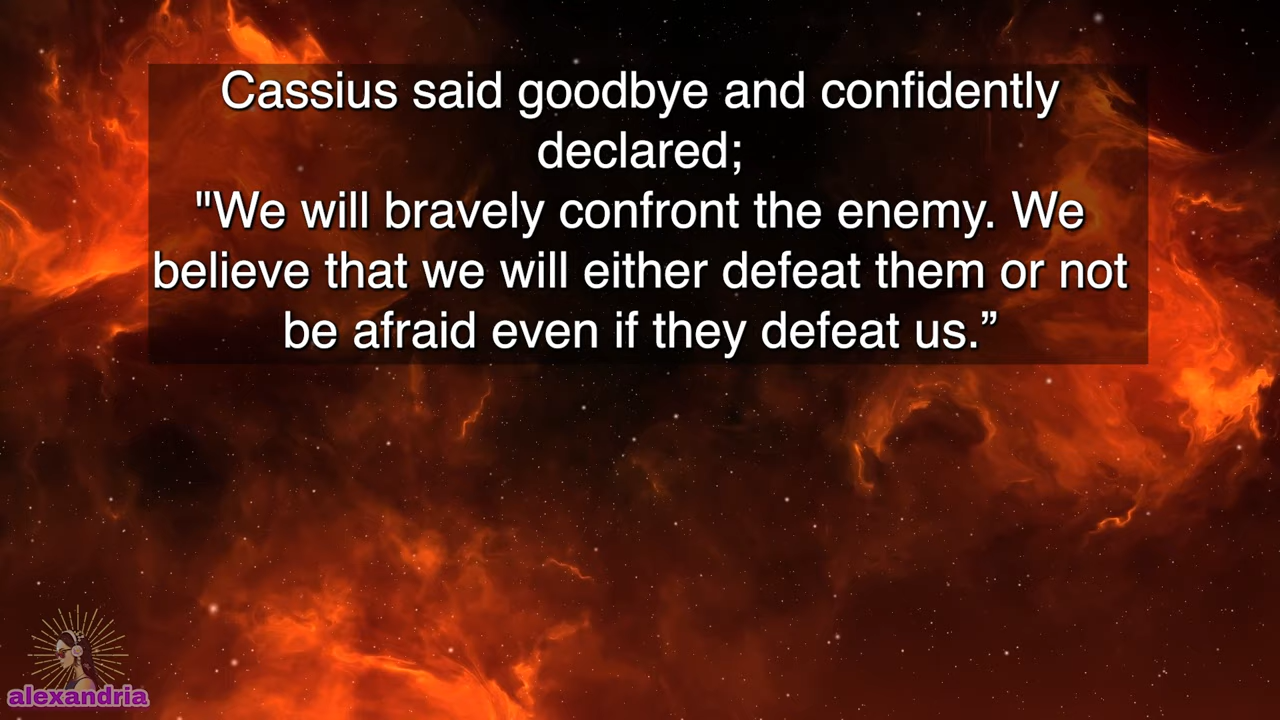 Cassius said goodbye and confidently
declared;
"We will bravely confront the enemy. We
believe that we will either defeat them or not
be afraid even if they defeat us.”
alexandria